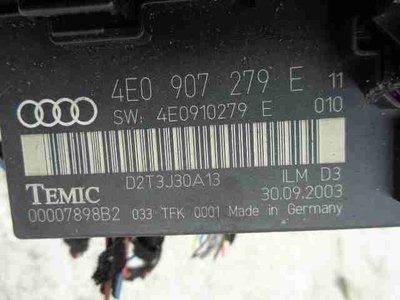 4E0 907 279 E 11
SW: 4E0910279 E 010
D2T3J30A13 ILM D3
TEMIC 30.09.2003
00007898B2 033 TFK 0001 Made in Germany